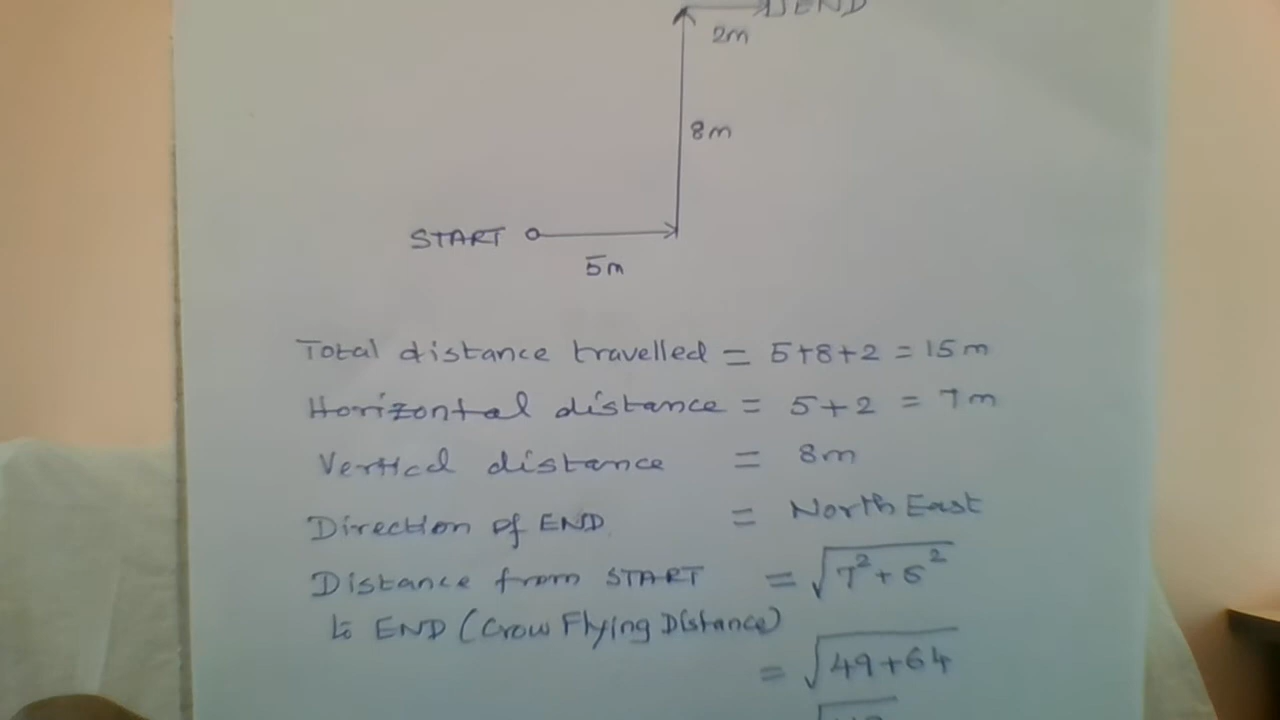 END
2m
8m
START
5m
Total distance travelled = 5+8+2 = 15m
Horizontal distance = 5+2 = 7m
Vertical distance = 8m
Direction of END = North East
Distance from START = √7²+8²
to END (Crow Flying Distance)
= √49+64